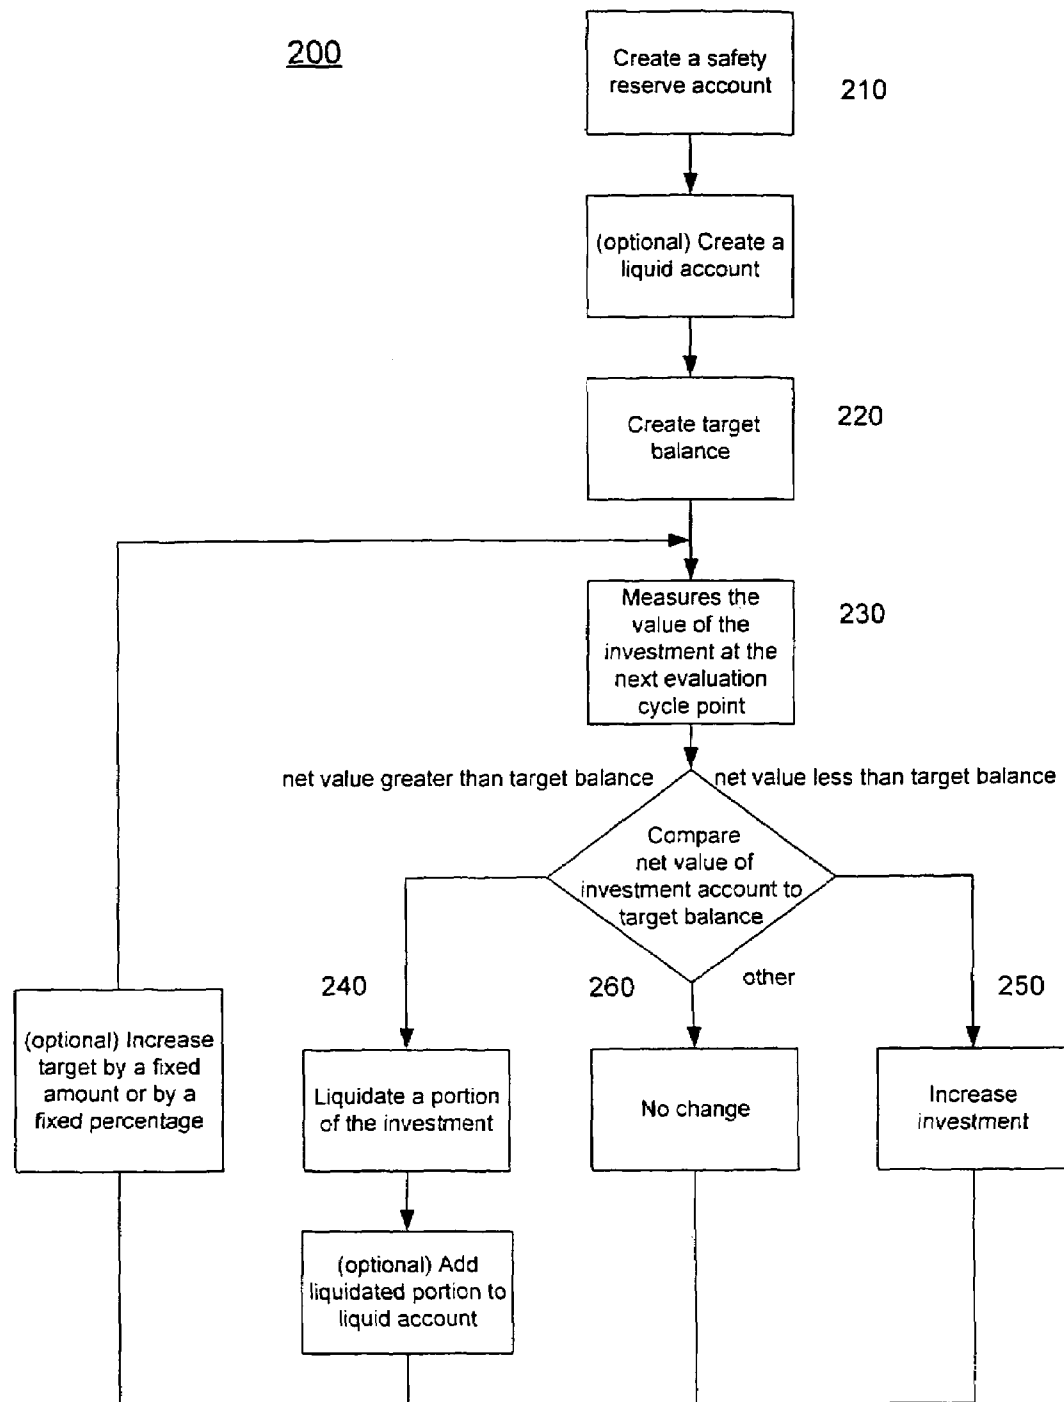 200
Create a safety
reserve account
210
(optional) Create a
liquid account
Create target
balance
220
Measures the
value of the
investment at the
next evaluation
cycle point
230
net value greater than target balance
net value less than target balance
Compare
net value of
investment account to
target balance
other
240
260
250
(optional) Increase
target by a fixed
amount or by a
fixed percentage
Liquidate a portion
of the investment
No change
Increase
investment
(optional) Add
liquidated portion to
liquid account